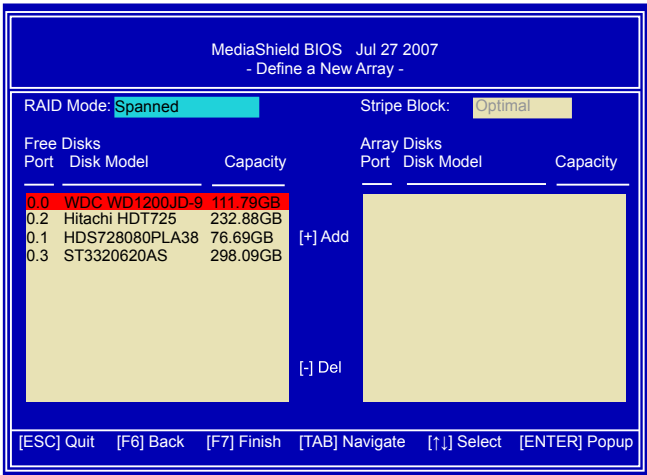 MediaShield BIOS Jul 27 2007
- Define a New Array -
RAID Mode: Spanned Stripe Block: Optimal
Free Disks Array Disks
Port Disk Model Capacity Port Disk Model Capacity
0.0 WDC WD1200JD-9 111.79GB
0.2 Hitachi HDT725 232.88GB
0.1 HDS728080PLA38 76.69GB
[+] Add
0.3 ST3320620AS 298.09GB
[-] Del
[ESC] Quit [F6] Back [F7] Finish [TAB] Navigate [↑↓] Select [ENTER] Popup